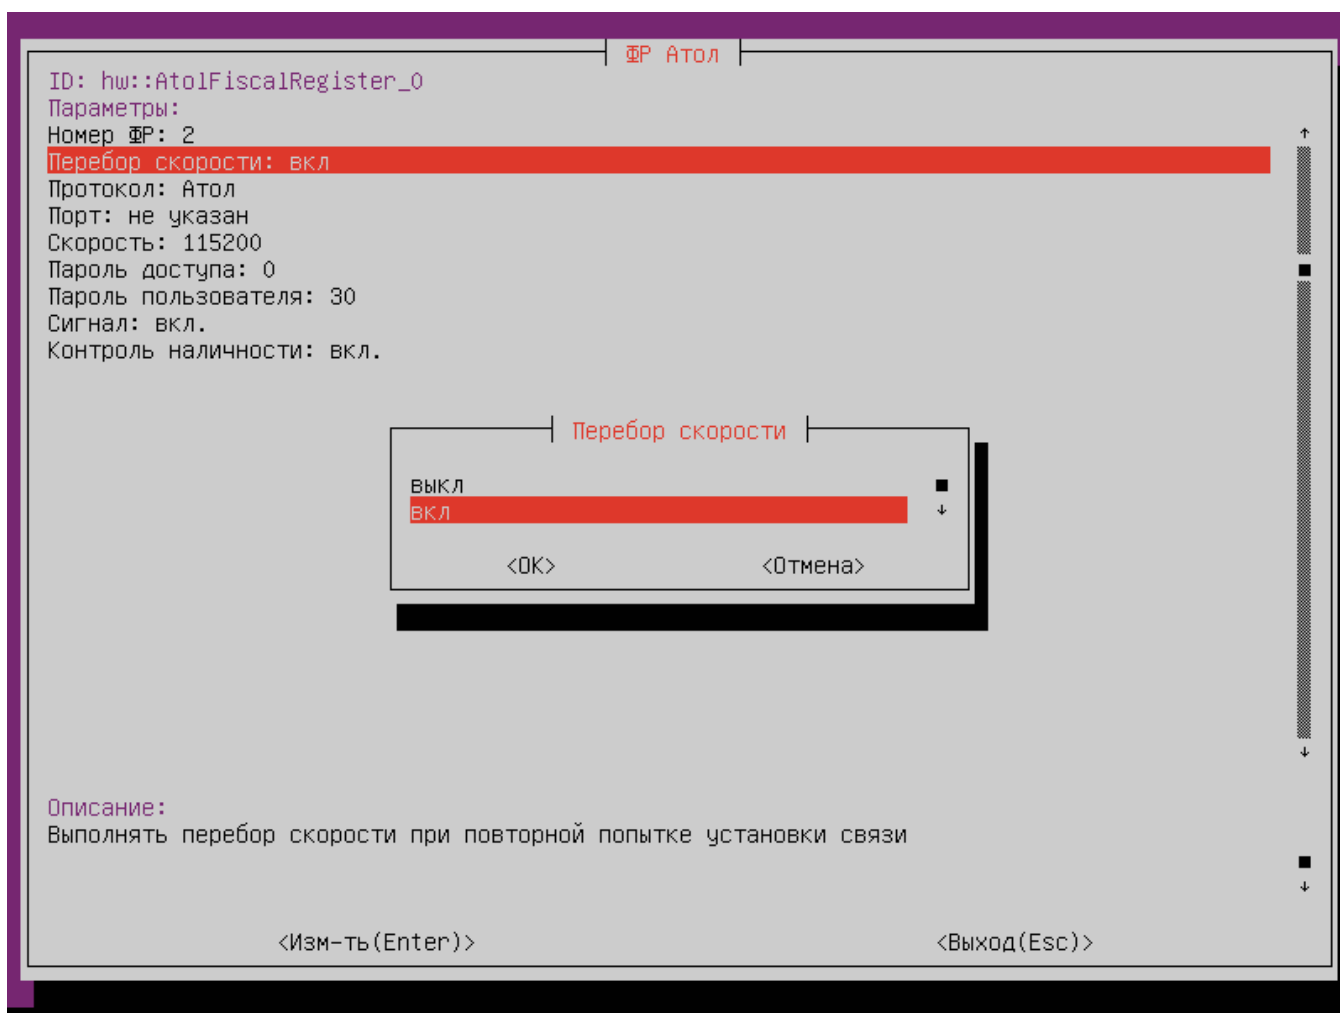 ФР Атол
ID: hw::AtolFiscalRegister_0
Параметры:
Номер ФР: 2
Перебор скорости: вкл
Протокол: Атол
Порт: не указан
Скорость: 115200
Пароль доступа: 0
Пароль пользователя: 30
Сигнал: вкл.
Контроль наличности: вкл.
Перебор скорости
выкл
вкл
<OK> <Отмена>
Описание:
Выполнять перебор скорости при повторной попытке установки связи
<Изм-ть(Enter)> <Выход(Esc)>